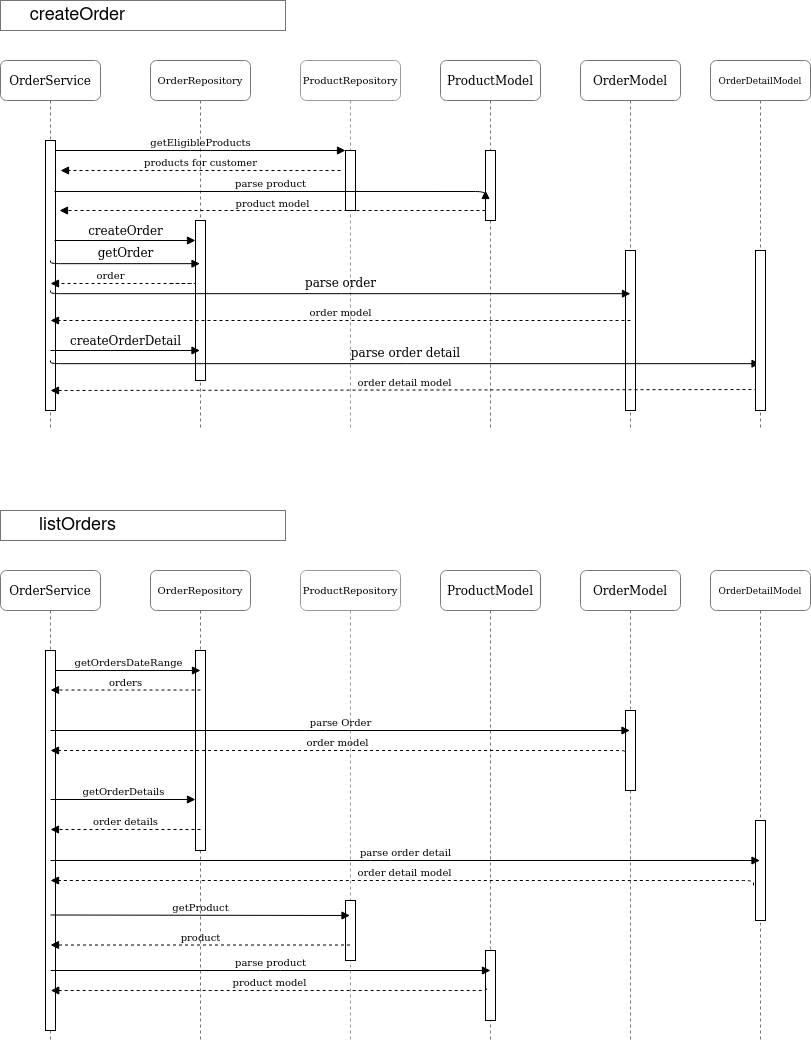 createOrder
OrderService
OrderRepository
ProductRepository
ProductModel
OrderModel
OrderDetailModel
getEligibleProducts
products for customer
parse product
product model
createOrder
getOrder
order
parse order
order model
createOrderDetail
parse order detail
order detail model
listOrders
OrderService
OrderRepository
ProductRepository
ProductModel
OrderModel
OrderDetailModel
getOrdersDateRange
orders
parse Order
order model
getOrderDetails
order details
parse order detail
order detail model
getProduct
product
parse product
product model